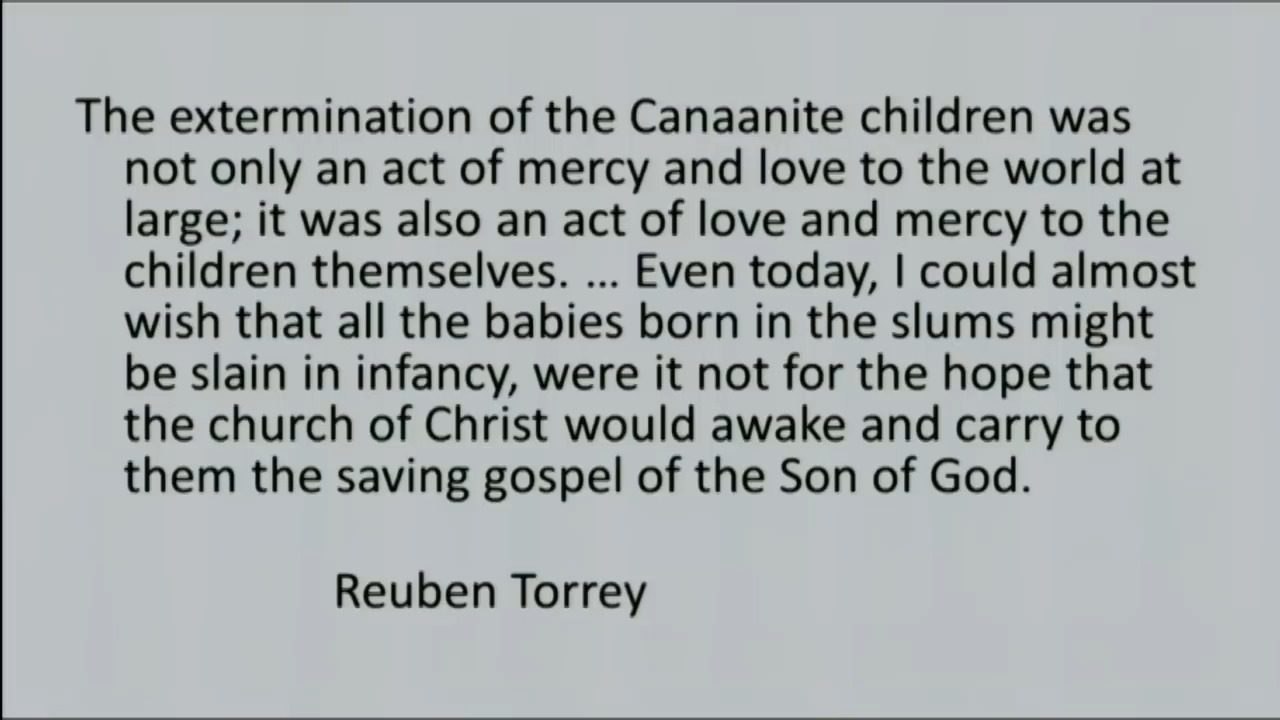 The extermination of the Canaanite children was
not only an act of mercy and love to the world at
large; it was also an act of love and mercy to the
children themselves. ... Even today, I could almost
wish that all the babies born in the slums might
be slain in infancy, were it not for the hope that
the church of Christ would awake and carry to
them the saving gospel of the Son of God.
Reuben Torrey